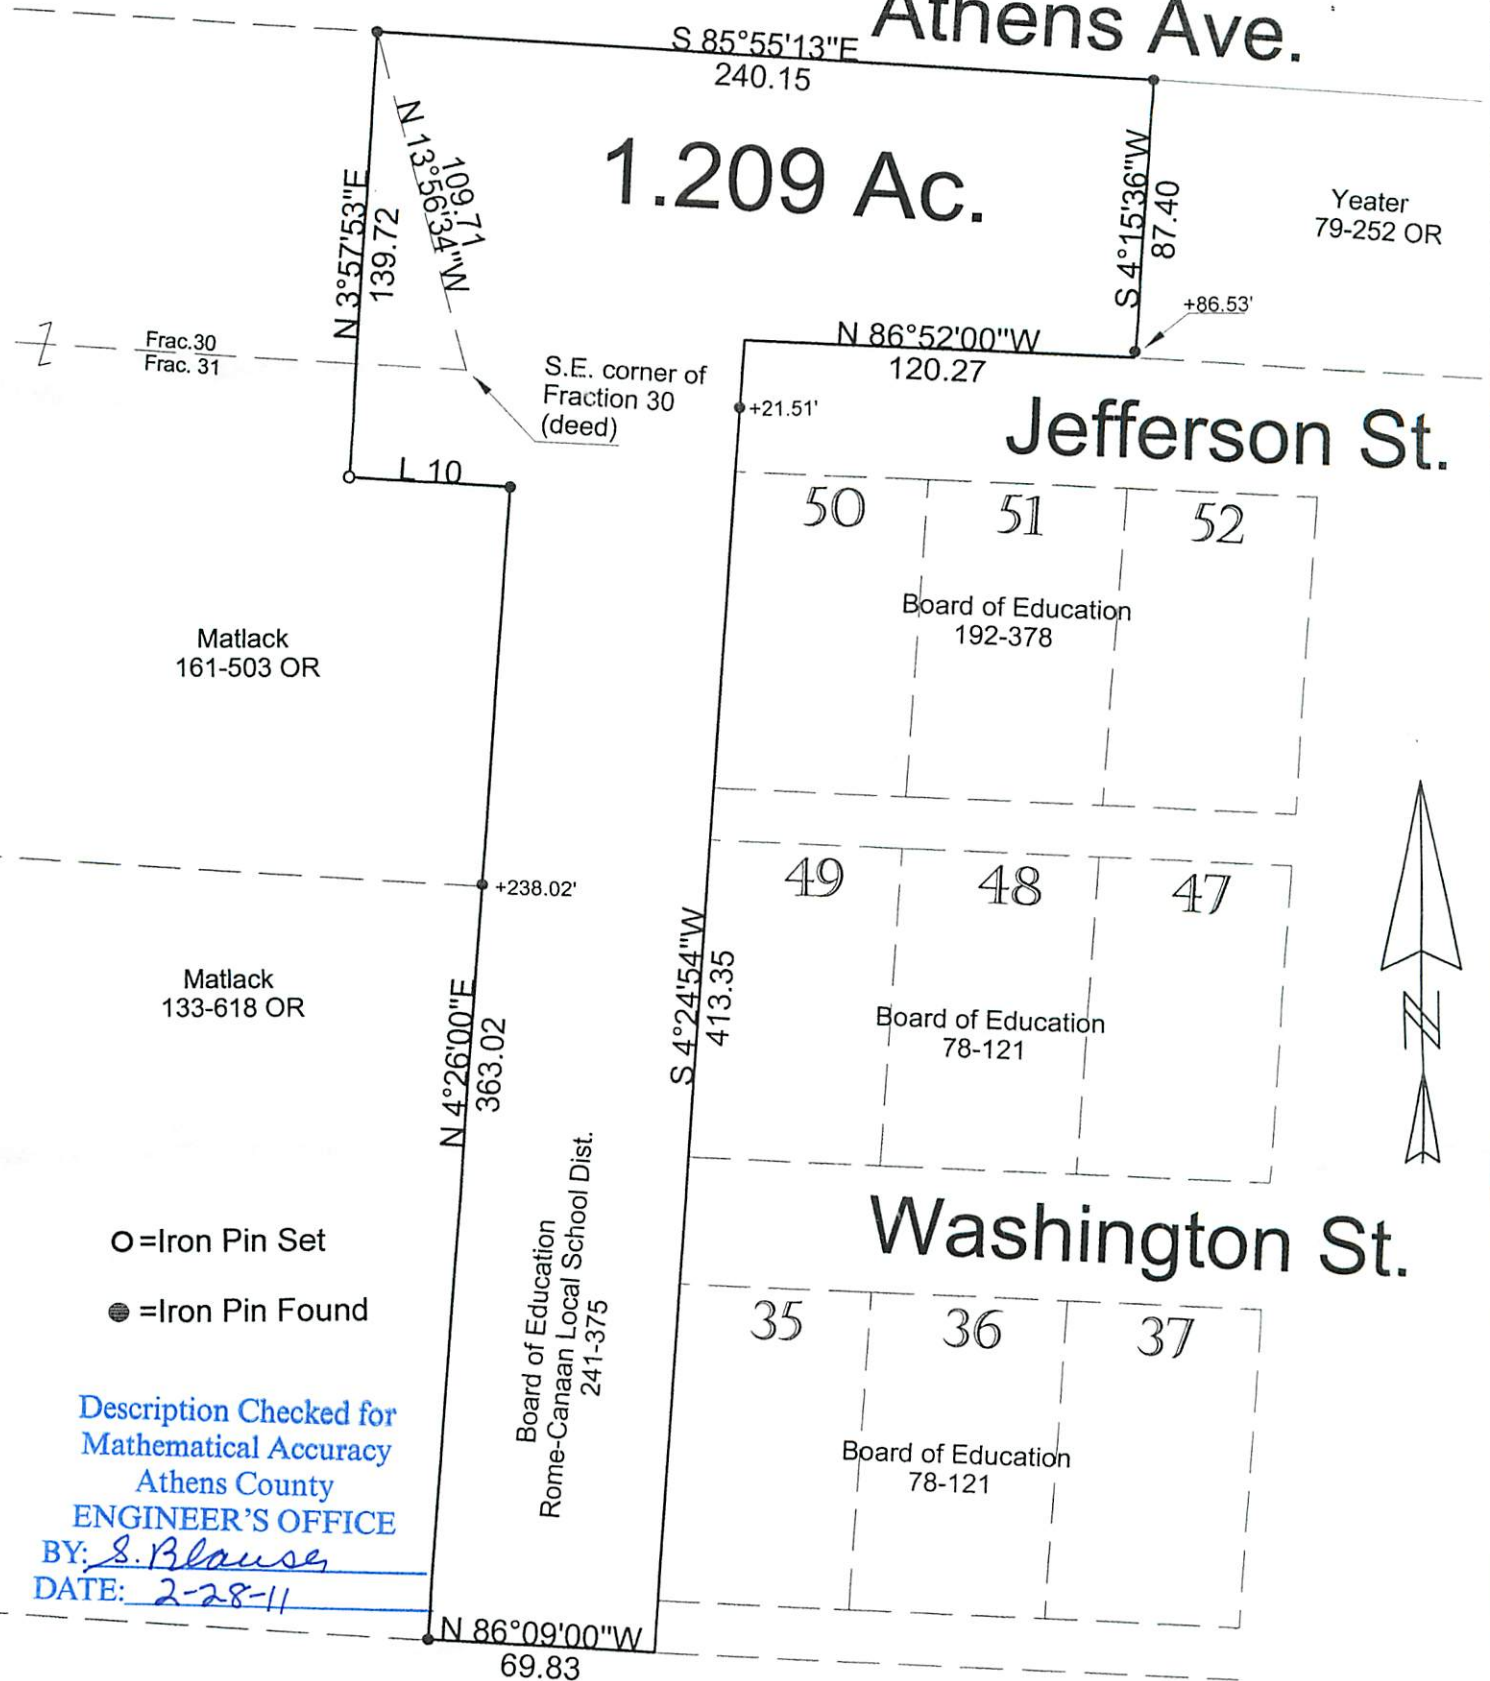 Athens Ave.
S 85°55'13"E
240.15
1.209 Ac.
N 3°57'53"E
139.72
N 13°56'34"W
109.71
S 4°15'36"W
87.40
Yeater
79-252 OR
+86.53'
N 86°52'00"W
120.27
Frac.30
Frac. 31
S.E. corner of
Fraction 30
(deed)
+21.51'
Jefferson St.
L 10
50
51
52
Board of Education
192-378
Matlack
161-503 OR
+238.02'
49
48
47
Matlack
133-618 OR
N 4°26'00"E
363.02
S 4°24'54"W
413.35
Board of Education
78-121
N
Washington St.
O =Iron Pin Set
● =Iron Pin Found
Board of Education
Rome-Canaan Local School Dist.
241-375
35
36
37
Board of Education
78-121
Description Checked for
Mathematical Accuracy
Athens County
ENGINEER'S OFFICE
BY: S. Blauser
DATE: 2-28-11
N 86°09'00"W
69.83